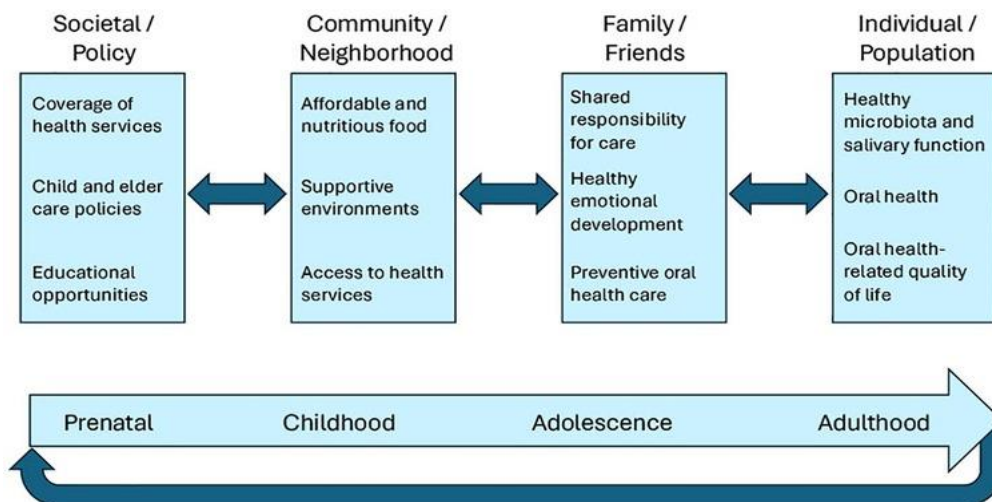 Societal /
Policy
Community /
Neighborhood
Family /
Friends
Individual /
Population
Coverage of
health services
Child and elder
care policies
Educational
opportunities
Affordable and
nutritious food
Supportive
environments
Access to health
services
Shared
responsibility
for care
Healthy
emotional
development
Preventive oral
health care
Healthy
microbiota and
salivary function
Oral health
Oral health-
related quality
of life
Prenatal
Childhood
Adolescence
Adulthood